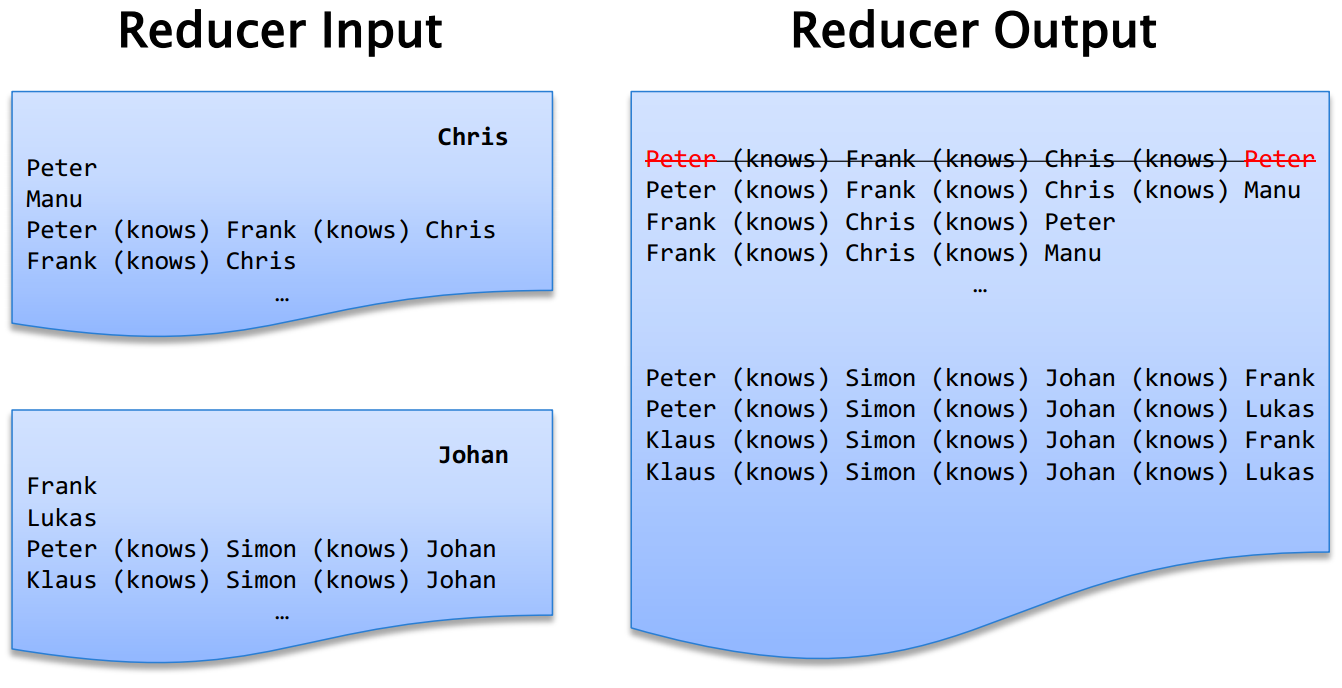 Reducer Input
Chris
Peter
Manu
Peter (knows) Frank (knows) Chris
Frank (knows) Chris
…
Johan
Frank
Lukas
Peter (knows) Simon (knows) Johan
Klaus (knows) Simon (knows) Johan
…
Reducer Output
Peter (knows) Frank (knows) Chris (knows) Peter
Peter (knows) Frank (knows) Chris (knows) Manu
Frank (knows) Chris (knows) Peter
Frank (knows) Chris (knows) Manu
…
Peter (knows) Simon (knows) Johan (knows) Frank
Peter (knows) Simon (knows) Johan (knows) Lukas
Klaus (knows) Simon (knows) Johan (knows) Frank
Klaus (knows) Simon (knows) Johan (knows) Lukas